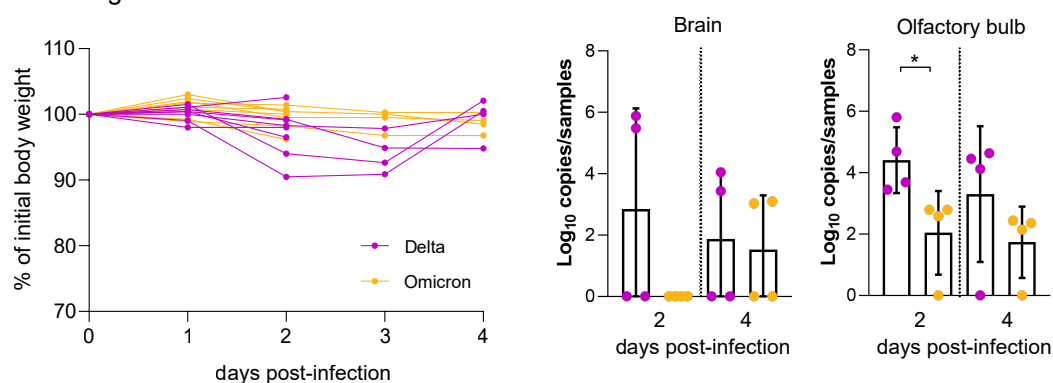 110
100
90
80
70
% of initial body weight
0 1 2 3 4
days post-infection
Delta
Omicron
Brain
8
6
4
2
0
Log10 copies/samples
2 4
days post-infection
Olfactory bulb
8
6
4
2
0
Log10 copies/samples
*
2 4
days post-infection